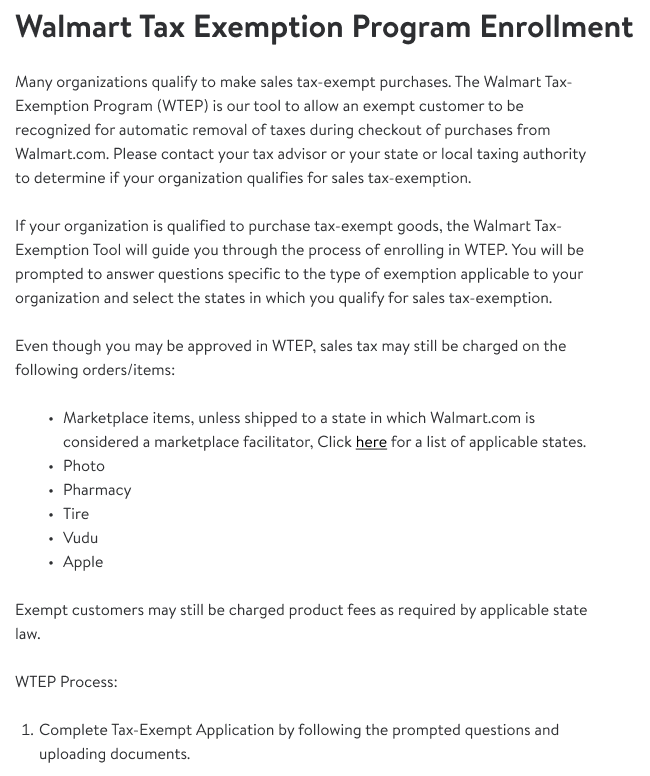 Walmart Tax Exemption Program Enrollment
Many organizations qualify to make sales tax-exempt purchases. The Walmart Tax-
Exemption Program (WTEP) is our tool to allow an exempt customer to be
recognized for automatic removal of taxes during checkout of purchases from
Walmart.com. Please contact your tax advisor or your state or local taxing authority
to determine if your organization qualifies for sales tax-exemption.
If your organization is qualified to purchase tax-exempt goods, the Walmart Tax-
Exemption Tool will guide you through the process of enrolling in WTEP. You will be
prompted to answer questions specific to the type of exemption applicable to your
organization and select the states in which you qualify for sales tax-exemption.
Even though you may be approved in WTEP, sales tax may still be charged on the
following orders/items:
• Marketplace items, unless shipped to a state in which Walmart.com is
considered a marketplace facilitator, Click here for a list of applicable states.
• Photo
• Pharmacy
• Tire
• Vudu
• Apple
Exempt customers may still be charged product fees as required by applicable state
law.
WTEP Process:
1. Complete Tax-Exempt Application by following the prompted questions and
uploading documents.